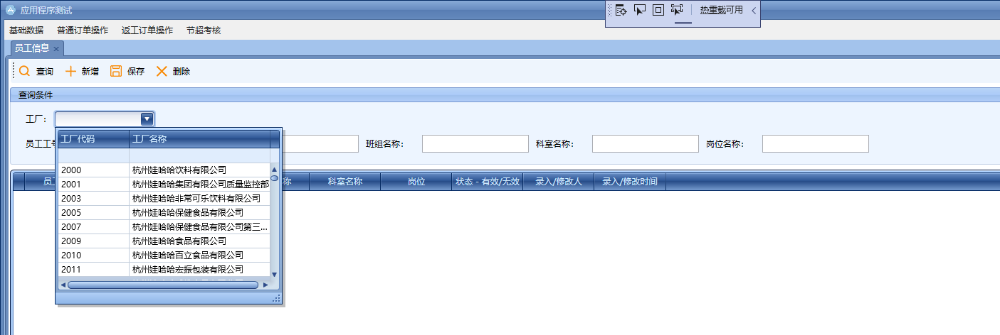 应用程序测试
热重载可用
基础数据 普通订单操作 返工订单操作 节超考核
员工信息
查询 新增 保存 删除
查询条件
工厂：
员工工 班组名称： 科室名称： 岗位名称：
工厂代码 工厂名称
2000 杭州娃哈哈饮料有限公司
2001 杭州娃哈哈集团有限公司质量监控部
2003 杭州娃哈哈非常可乐饮料有限公司
2005 杭州娃哈哈保健食品有限公司
2007 杭州娃哈哈保健食品有限公司第三...
2009 杭州娃哈哈食品有限公司
2010 杭州娃哈哈百立食品有限公司
2011 杭州娃哈哈宏振包装有限公司
员 称 科室名称 岗位 状态 - 有效/无效 录入/修改人 录入/修改时间